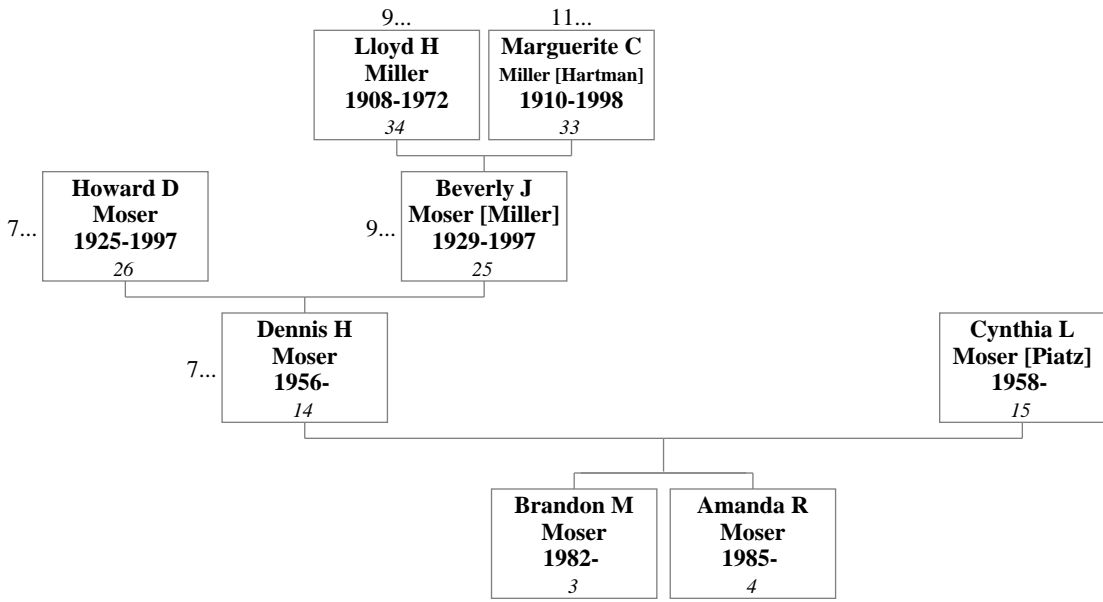 9...
11...
Lloyd H
Miller
1908-1972
34
Marguerite C
Miller [Hartman]
1910-1998
33
7...
Howard D
Moser
1925-1997
26
9...
Beverly J
Moser [Miller]
1929-1997
25
7...
Dennis H
Moser
1956-
14
Cynthia L
Moser [Piatz]
1958-
15
Brandon M
Moser
1982-
3
Amanda R
Moser
1985-
4